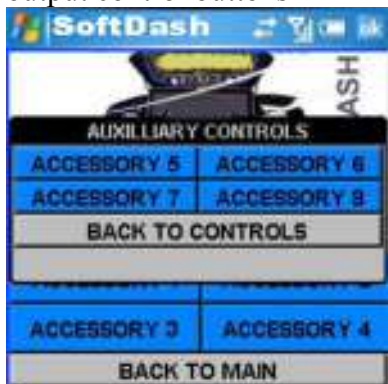 SoftDash
ASH
AUXILLIARY CONTROLS
ACCESSORY 5 ACCESSORY 6
ACCESSORY 7 ACCESSORY 8
BACK TO CONTROLS
ACCESSORY 3 ACCESSORY 4
BACK TO MAIN